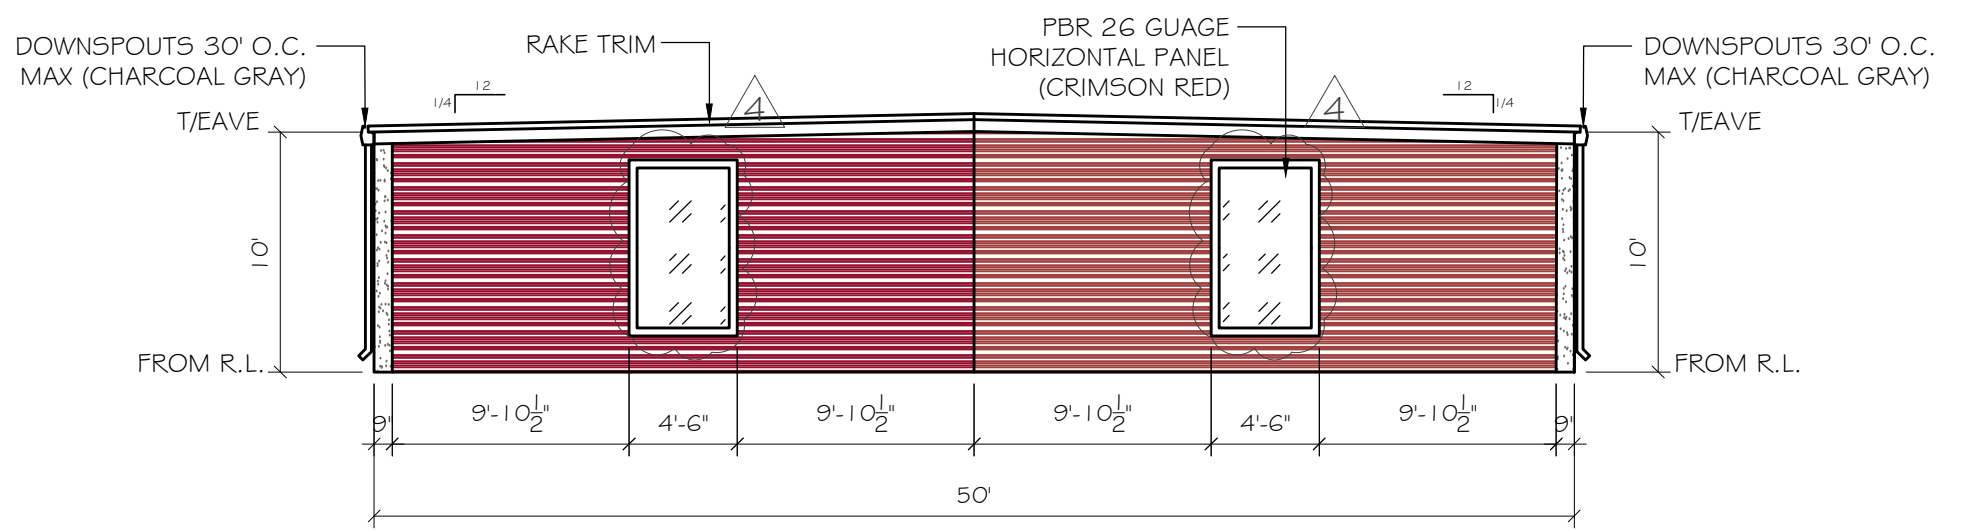 DOWNSPOUTS 30' O.C.
MAX (CHARCOAL GRAY)
RAKE TRIM
PBR 26 GUAGE
HORIZONTAL PANEL
(CRIMSON RED)
DOWNSPOUTS 30' O.C.
MAX (CHARCOAL GRAY)
12
1/4
4
4
12
1/4
T/EAVE
T/EAVE
10'
10'
FROM R.L.
FROM R.L.
9'
9'-10 1/2"
4'-6"
9'-10 1/2"
9'-10 1/2"
4'-6"
9'-10 1/2"
9'
50'